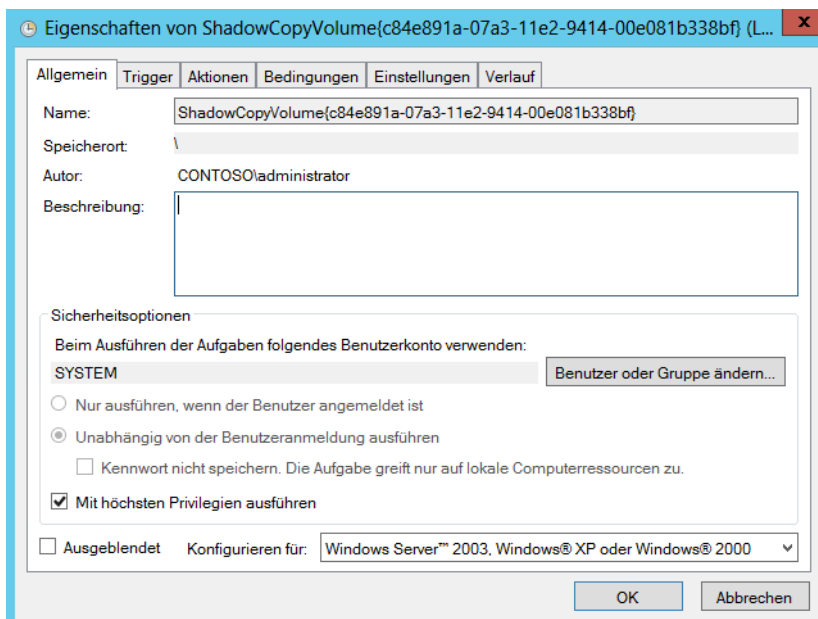 Eigenschaften von ShadowCopyVolume{c84e891a-07a3-11e2-9414-00e081b338bf} (L... x
Allgemein Trigger Aktionen Bedingungen Einstellungen Verlauf
Name: ShadowCopyVolume{c84e891a-07a3-11e2-9414-00e081b338bf}
Speicherort: \
Autor: CONTOSO\administrator
Beschreibung:
Sicherheitsoptionen
Beim Ausführen der Aufgaben folgendes Benutzerkonto verwenden:
SYSTEM Benutzer oder Gruppe ändern...
Nur ausführen, wenn der Benutzer angemeldet ist
Unabhängig von der Benutzeranmeldung ausführen
Kennwort nicht speichern. Die Aufgabe greift nur auf lokale Computerressourcen zu.
Mit höchsten Privilegien ausführen
Ausgeblendet Konfigurieren für: Windows Server™ 2003, Windows® XP oder Windows® 2000
OK Abbrechen